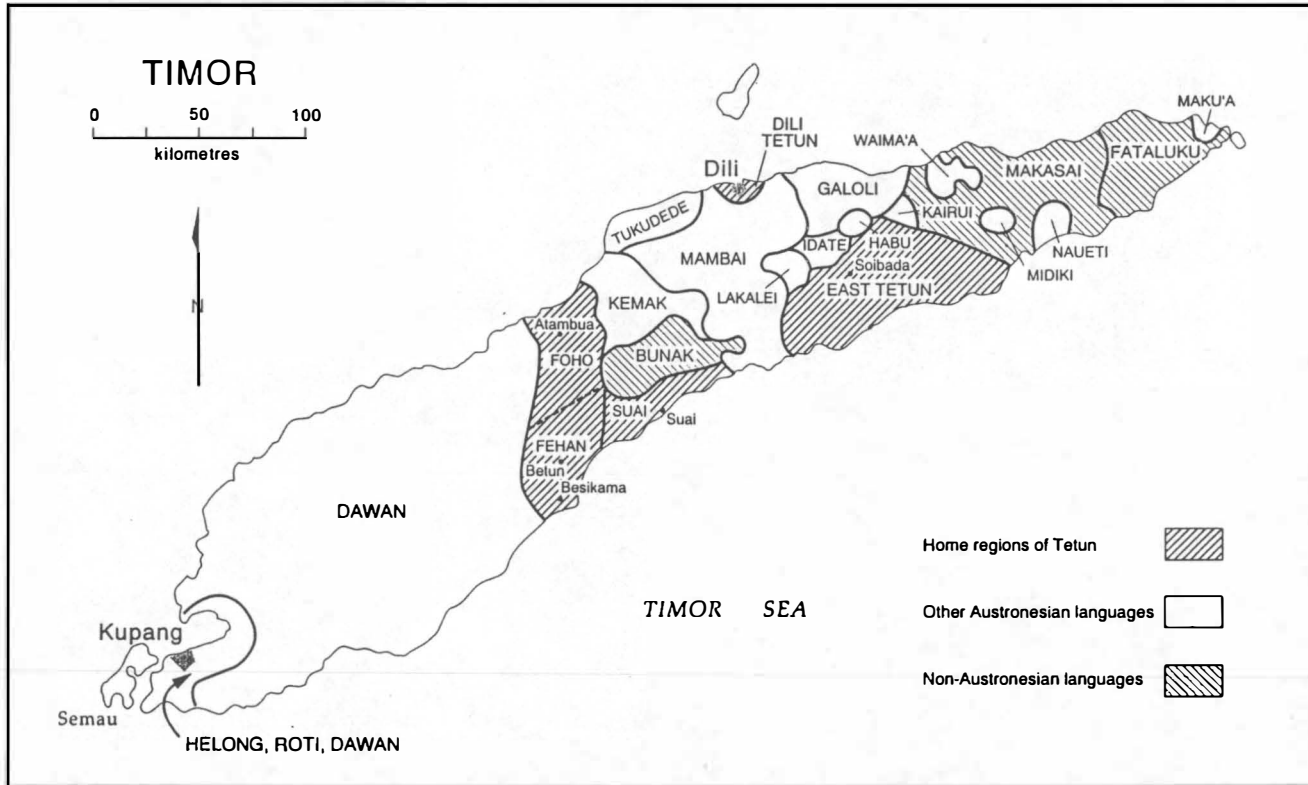 TIMOR
0 50 100
kilometres
N
MAKU'A
DILI
TETUN
WAIMA'A
FATALUKU
Dili
MAKASAI
GALOLI
KAIRUI
TUKUDEDE
NAUETI
IDATE
HABU
MAMBAI
MIDIKI
Soibada
EAST TETUN
LAKALEI
KEMAK
Atambua
FOHO
BUNAK
SUAI
Suai
FEHAN
Betun
Besikama
DAWAN
Home regions of Tetun
Other Austronesian languages
Non-Austronesian languages
TIMOR SEA
Kupang
Semau
HELONG, ROTI, DAWAN